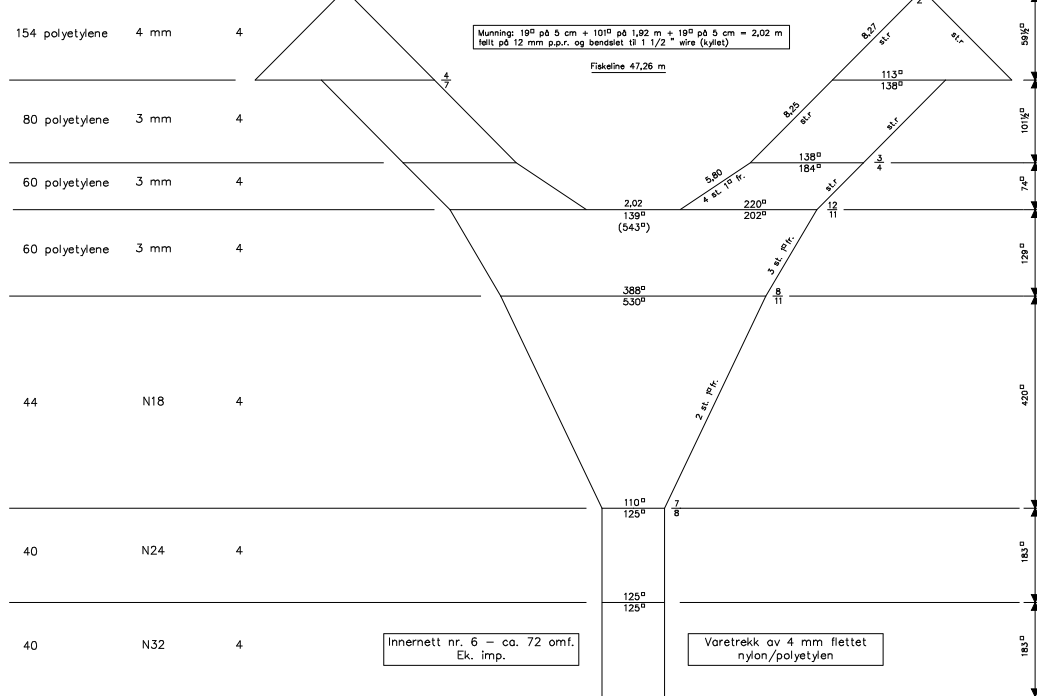 154 polyetylene 4 mm 4
Munning: 19¤ på 5 cm + 101¤ på 1,92 m + 19¤ på 5 cm = 2,02 m
fellt på 12 mm p.p.r. og bendslet til 1 1/2 " wire (kyllet)
Fiskeline 47,26 m
8,27
st.r
2
st.r
59½¤
4/7
113¤
138¤
80 polyetylene 3 mm 4
8,25
st.r
st.r
101½¤
138¤
184¤
3/4
60 polyetylene 3 mm 4
5,80
4 st. 1¤ fr.
st.r
74¤
2,02
139¤
(543¤)
220¤
202¤
12/11
60 polyetylene 3 mm 4
3 st. 1¤fr.
129¤
388¤
530¤
8/11
44 N18 4
2 st. 1¤fr.
420¤
110¤
125¤
7/8
40 N24 4
183¤
125¤
125¤
40 N32 4
Innernett nr. 6 – ca. 72 omf.
Ek. imp.
Varetrekk av 4 mm flettet
nylon/polyetylen
183¤